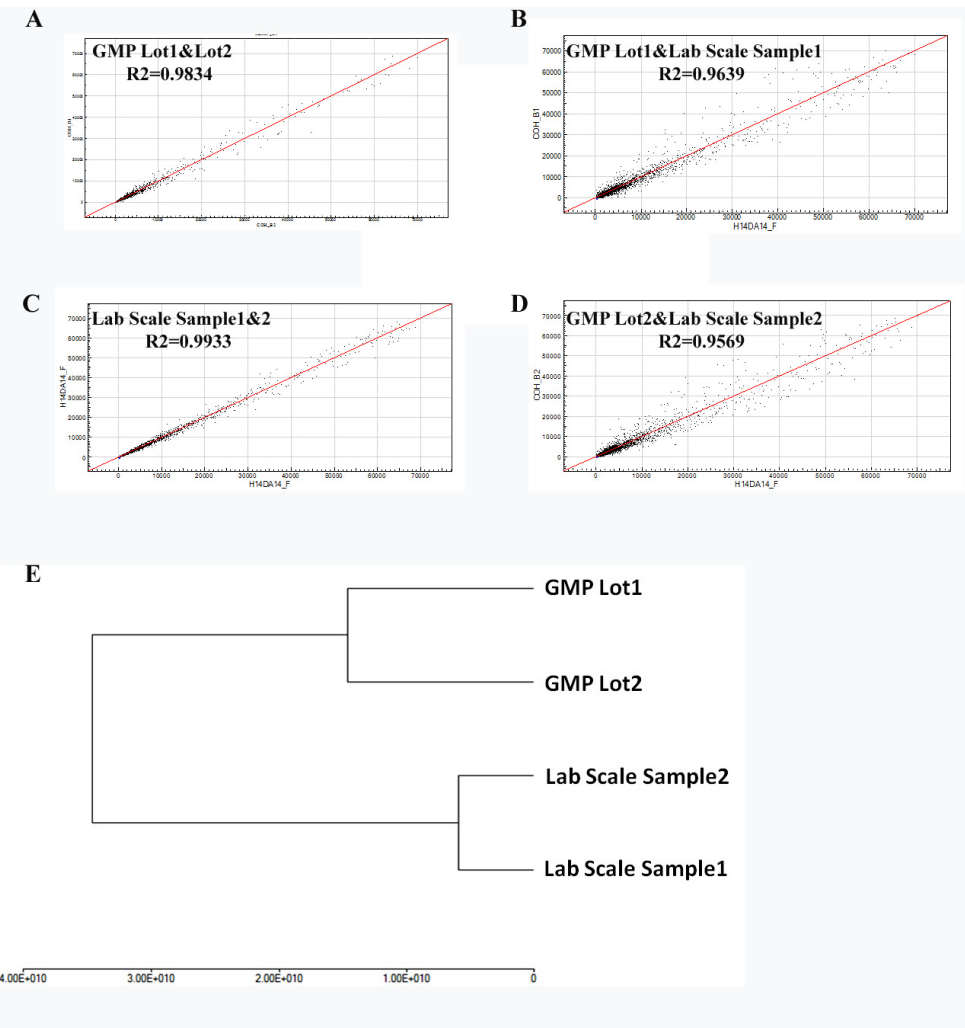 A
GMP Lot1&Lot2
R2=0.9834
COH_B2
B
GMP Lot1&Lab Scale Sample1
R2=0.9639
70000
60000
50000
40000
30000
20000
10000
0
COH_B1
0 10000 20000 30000 40000 50000 60000 70000
H14DA14_F
C
Lab Scale Sample1&2
R2=0.9933
70000
60000
50000
40000
30000
20000
10000
0
H14DA14_F
0 10000 20000 30000 40000 50000 60000 70000
H14DA14_F
D
GMP Lot2&Lab Scale Sample2
R2=0.9569
70000
60000
50000
40000
30000
20000
10000
0
COH_B2
0 10000 20000 30000 40000 50000 60000 70000
H14DA14_F
E
GMP Lot1
GMP Lot2
Lab Scale Sample2
Lab Scale Sample1
4.00E+010 3.00E+010 2.00E+010 1.00E+010 0